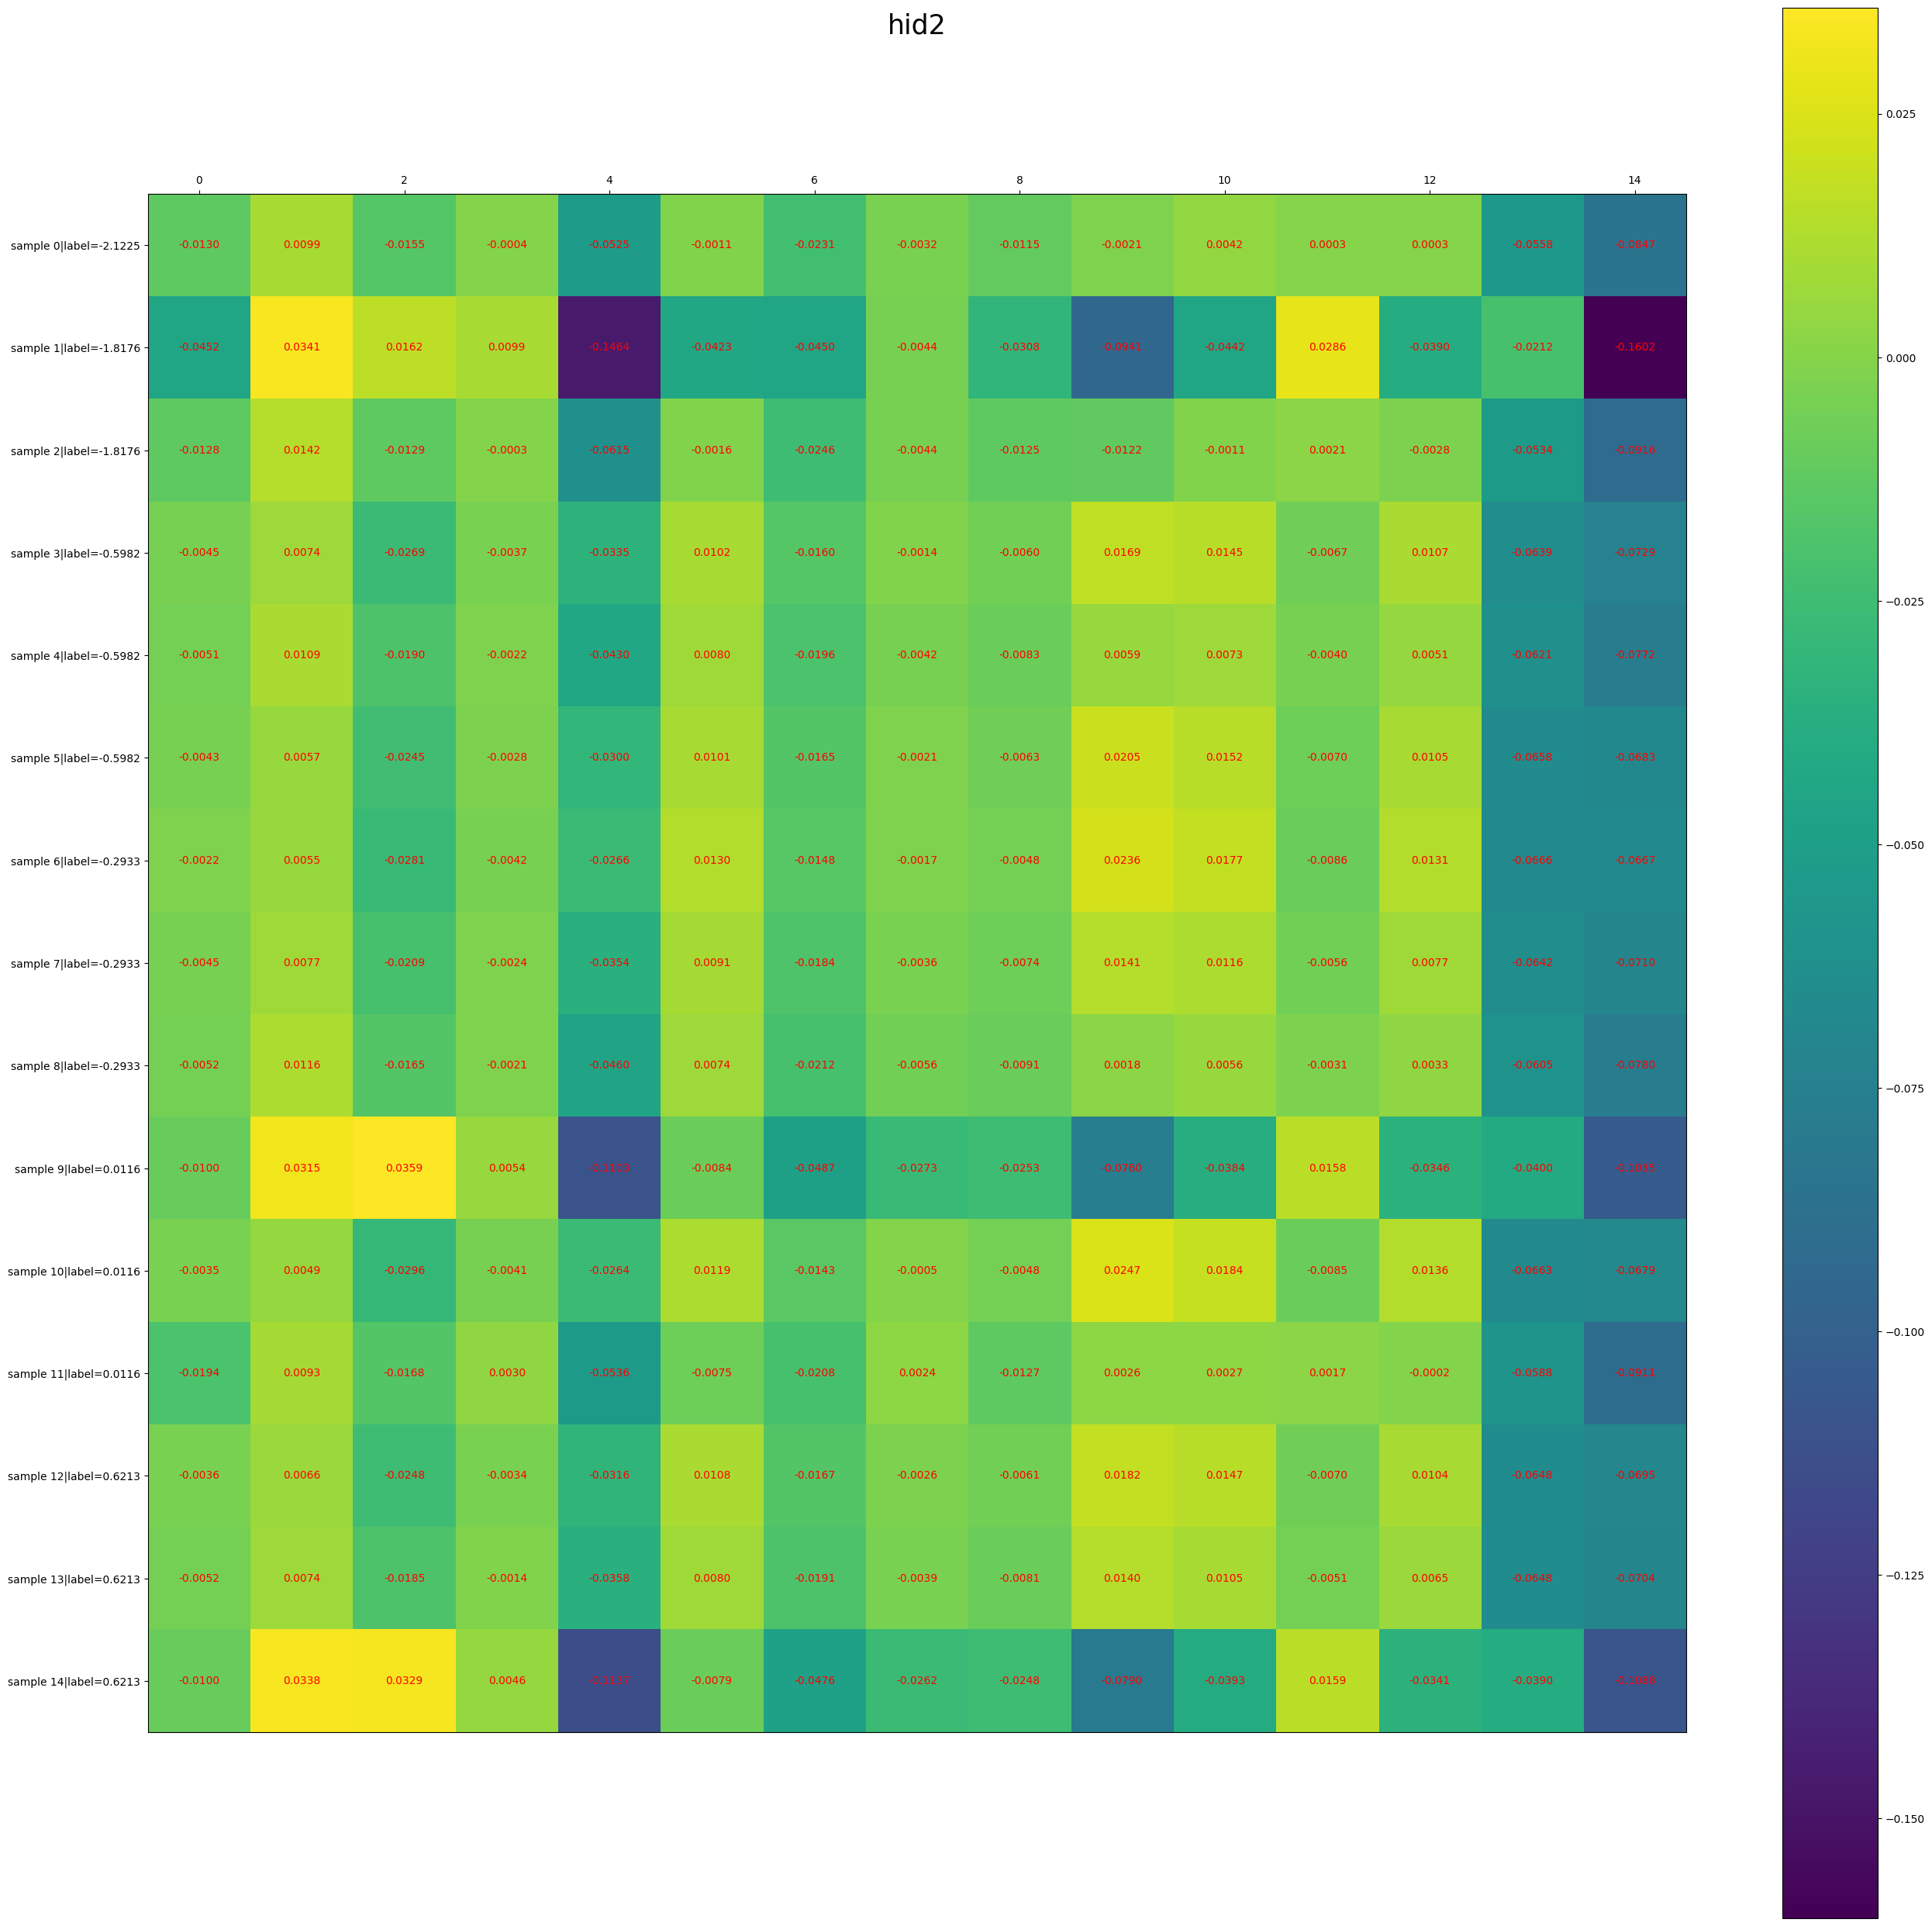 hid2
0 2 4 6 8 10 12 14
sample 0|label=-2.1225 -0.0130 0.0099 -0.0155 -0.0004 -0.0525 -0.0011 -0.0231 -0.0032 -0.0115 -0.0021 0.0042 0.0003 0.0003 -0.0558 -0.0847
sample 1|label=-1.8176 -0.0452 0.0341 0.0162 0.0099 -0.1464 -0.0423 -0.0450 -0.0044 -0.0308 -0.0941 -0.0442 0.0286 -0.0390 -0.0212 -0.1602
sample 2|label=-1.8176 -0.0128 0.0142 -0.0129 -0.0003 -0.0615 -0.0016 -0.0246 -0.0044 -0.0125 -0.0122 -0.0011 0.0021 -0.0028 -0.0534 -0.0916
sample 3|label=-0.5982 -0.0045 0.0074 -0.0269 -0.0037 -0.0335 0.0102 -0.0160 -0.0014 -0.0060 0.0169 0.0145 -0.0067 0.0107 -0.0639 -0.0729
sample 4|label=-0.5982 -0.0051 0.0109 -0.0190 -0.0022 -0.0430 0.0080 -0.0196 -0.0042 -0.0083 0.0059 0.0073 -0.0040 0.0051 -0.0621 -0.0772
sample 5|label=-0.5982 -0.0043 0.0057 -0.0245 -0.0028 -0.0300 0.0101 -0.0165 -0.0021 -0.0063 0.0205 0.0152 -0.0070 0.0105 -0.0658 -0.0683
sample 6|label=-0.2933 -0.0022 0.0055 -0.0281 -0.0042 -0.0266 0.0130 -0.0148 -0.0017 -0.0048 0.0236 0.0177 -0.0086 0.0131 -0.0666 -0.0667
sample 7|label=-0.2933 -0.0045 0.0077 -0.0209 -0.0024 -0.0354 0.0091 -0.0184 -0.0036 -0.0074 0.0141 0.0116 -0.0056 0.0077 -0.0642 -0.0710
sample 8|label=-0.2933 -0.0052 0.0116 -0.0165 -0.0021 -0.0460 0.0074 -0.0212 -0.0056 -0.0091 0.0018 0.0056 -0.0031 0.0033 -0.0605 -0.0780
sample 9|label=0.0116 -0.0100 0.0315 0.0359 0.0054 -0.0084 -0.0487 -0.0273 -0.0253 -0.0760 -0.0384 0.0158 -0.0346 -0.0400
sample 10|label=0.0116 -0.0035 0.0049 -0.0296 -0.0041 -0.0264 0.0119 -0.0143 -0.0005 -0.0048 0.0247 0.0184 -0.0085 0.0136 -0.0663 -0.0679
sample 11|label=0.0116 -0.0194 0.0093 -0.0168 0.0030 -0.0536 -0.0075 -0.0208 0.0024 -0.0127 0.0026 0.0027 0.0017 -0.0002 -0.0588 -0.0911
sample 12|label=0.6213 -0.0036 0.0066 -0.0248 -0.0034 -0.0316 0.0108 -0.0167 -0.0026 -0.0061 0.0182 0.0147 -0.0070 0.0104 -0.0648 -0.0695
sample 13|label=0.6213 -0.0052 0.0074 -0.0185 -0.0014 -0.0358 0.0080 -0.0191 -0.0039 -0.0081 0.0140 0.0105 -0.0051 0.0065 -0.0648 -0.0704
sample 14|label=0.6213 -0.0100 0.0338 0.0329 0.0046 -0.0079 -0.0476 -0.0262 -0.0248 -0.0790 -0.0393 0.0159 -0.0341 -0.0390
0.025
0.000
−0.025
−0.050
−0.075
−0.100
−0.125
−0.150